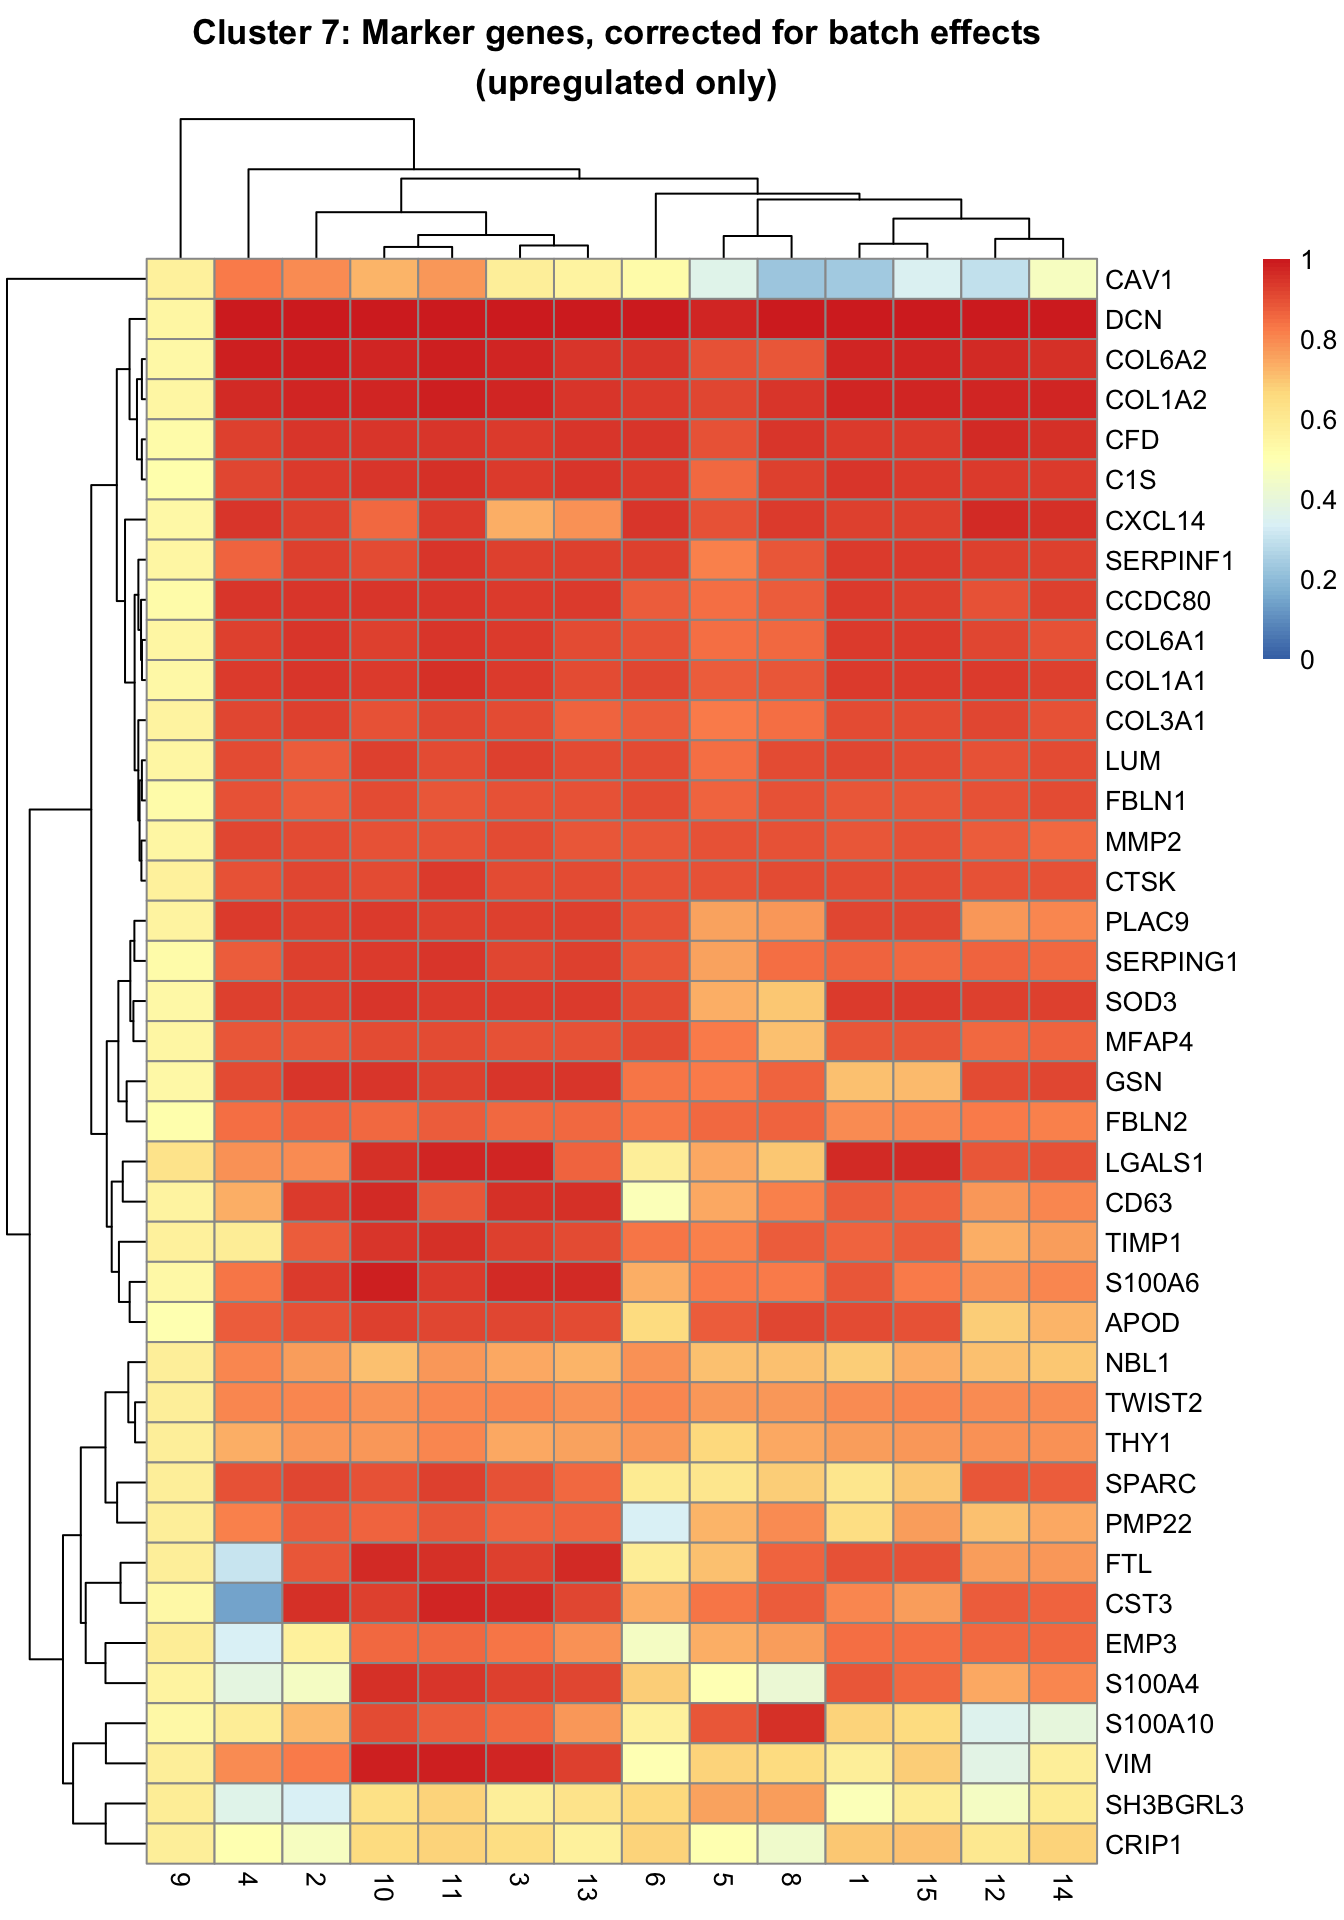 Cluster 7: Marker genes, corrected for batch effects
(upregulated only)
1
0.8
0.6
0.4
0.2
0
CAV1
DCN
COL6A2
COL1A2
CFD
C1S
CXCL14
SERPINF1
CCDC80
COL6A1
COL1A1
COL3A1
LUM
FBLN1
MMP2
CTSK
PLAC9
SERPING1
SOD3
MFAP4
GSN
FBLN2
LGALS1
CD63
TIMP1
S100A6
APOD
NBL1
TWIST2
THY1
SPARC
PMP22
FTL
CST3
EMP3
S100A4
S100A10
VIM
SH3BGRL3
CRIP1
9 4 2 10 11 3 13 6 5 8 1 15 12 14